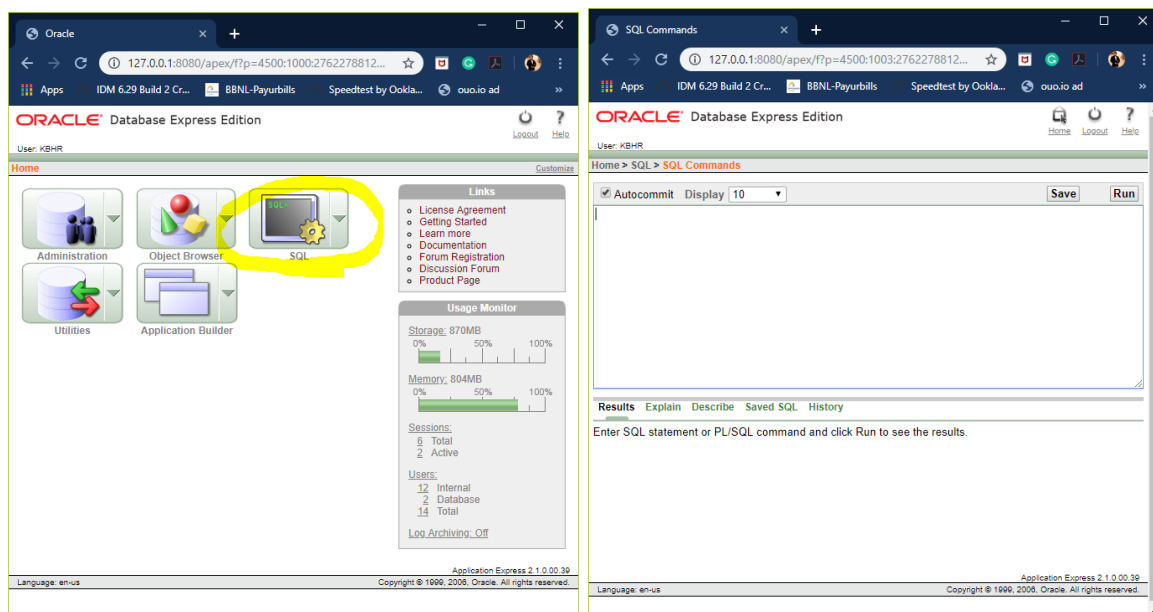 Oracle
127.0.0.1:8080/apex/f?p=4500:1000:2762278812...
Apps IDM 6.29 Build 2 Cr... BBNL-Payurbills Speedtest by Ookla... ouo.io ad »
ORACLE Database Express Edition
Logout Help
User: KBHR
Home Customize
Administration Object Browser SQL
SQL>
Utilities Application Builder
Links
License Agreement
Getting Started
Learn more
Documentation
Forum Registration
Discussion Forum
Product Page
Usage Monitor
Storage: 870MB
0% 50% 100%
Memory: 804MB
0% 50% 100%
Sessions:
6 Total
2 Active
Users:
12 Internal
2 Database
14 Total
Log Archiving: Off
Application Express 2.1.0.00.39
Language: en-us Copyright © 1999, 2006, Oracle. All rights reserved.
SQL Commands
127.0.0.1:8080/apex/f?p=4500:1003:2762278812...
Apps IDM 6.29 Build 2 Cr... BBNL-Payurbills Speedtest by Ookla... ouo.io ad »
ORACLE Database Express Edition
Home Logout Help
User: KBHR
Home > SQL > SQL Commands
Autocommit Display 10 Save Run
Results Explain Describe Saved SQL History
Enter SQL statement or PL/SQL command and click Run to see the results.
Application Express 2.1.0.00.39
Language: en-us Copyright © 1999, 2006, Oracle. All rights reserved.